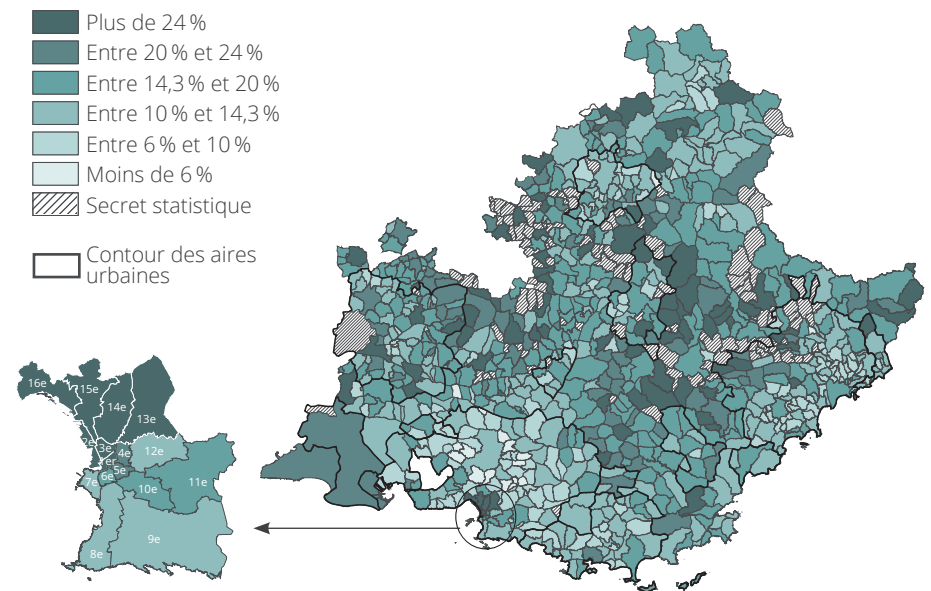 Plus de 24 %
Entre 20 % et 24 %
Entre 14,3 % et 20 %
Entre 10 % et 14,3 %
Entre 6 % et 10 %
Moins de 6 %
Secret statistique
Contour des aires
urbaines
16e
15e
14e
13e
2e
3e
4e
12e
er
5e
6e
7e
10e
11e
9e
8e